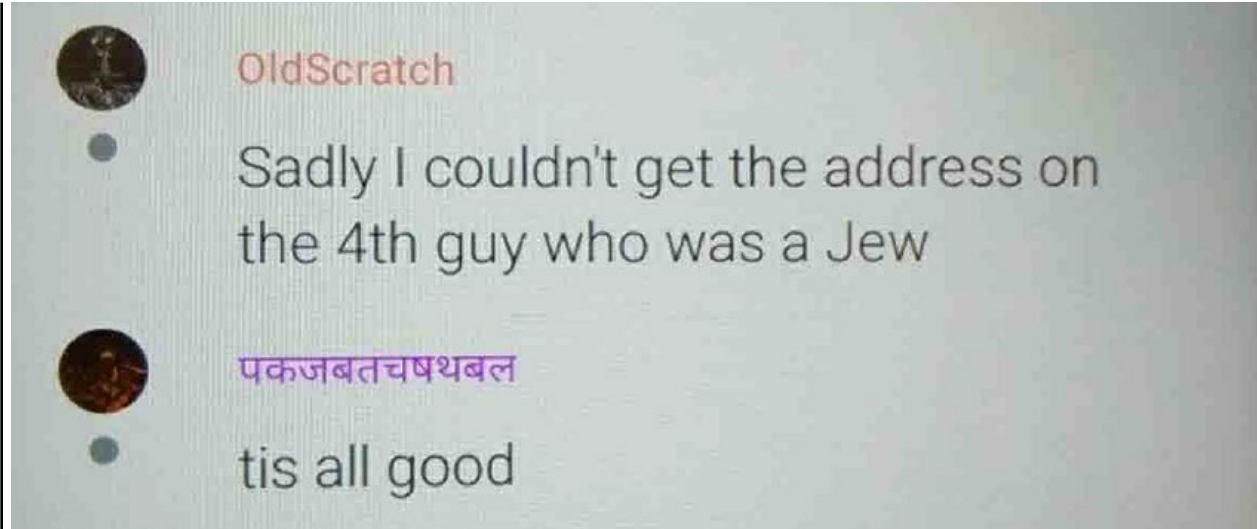 OldScratch
Sadly I couldn't get the address on
the 4th guy who was a Jew
पकजबतचषथबल
tis all good